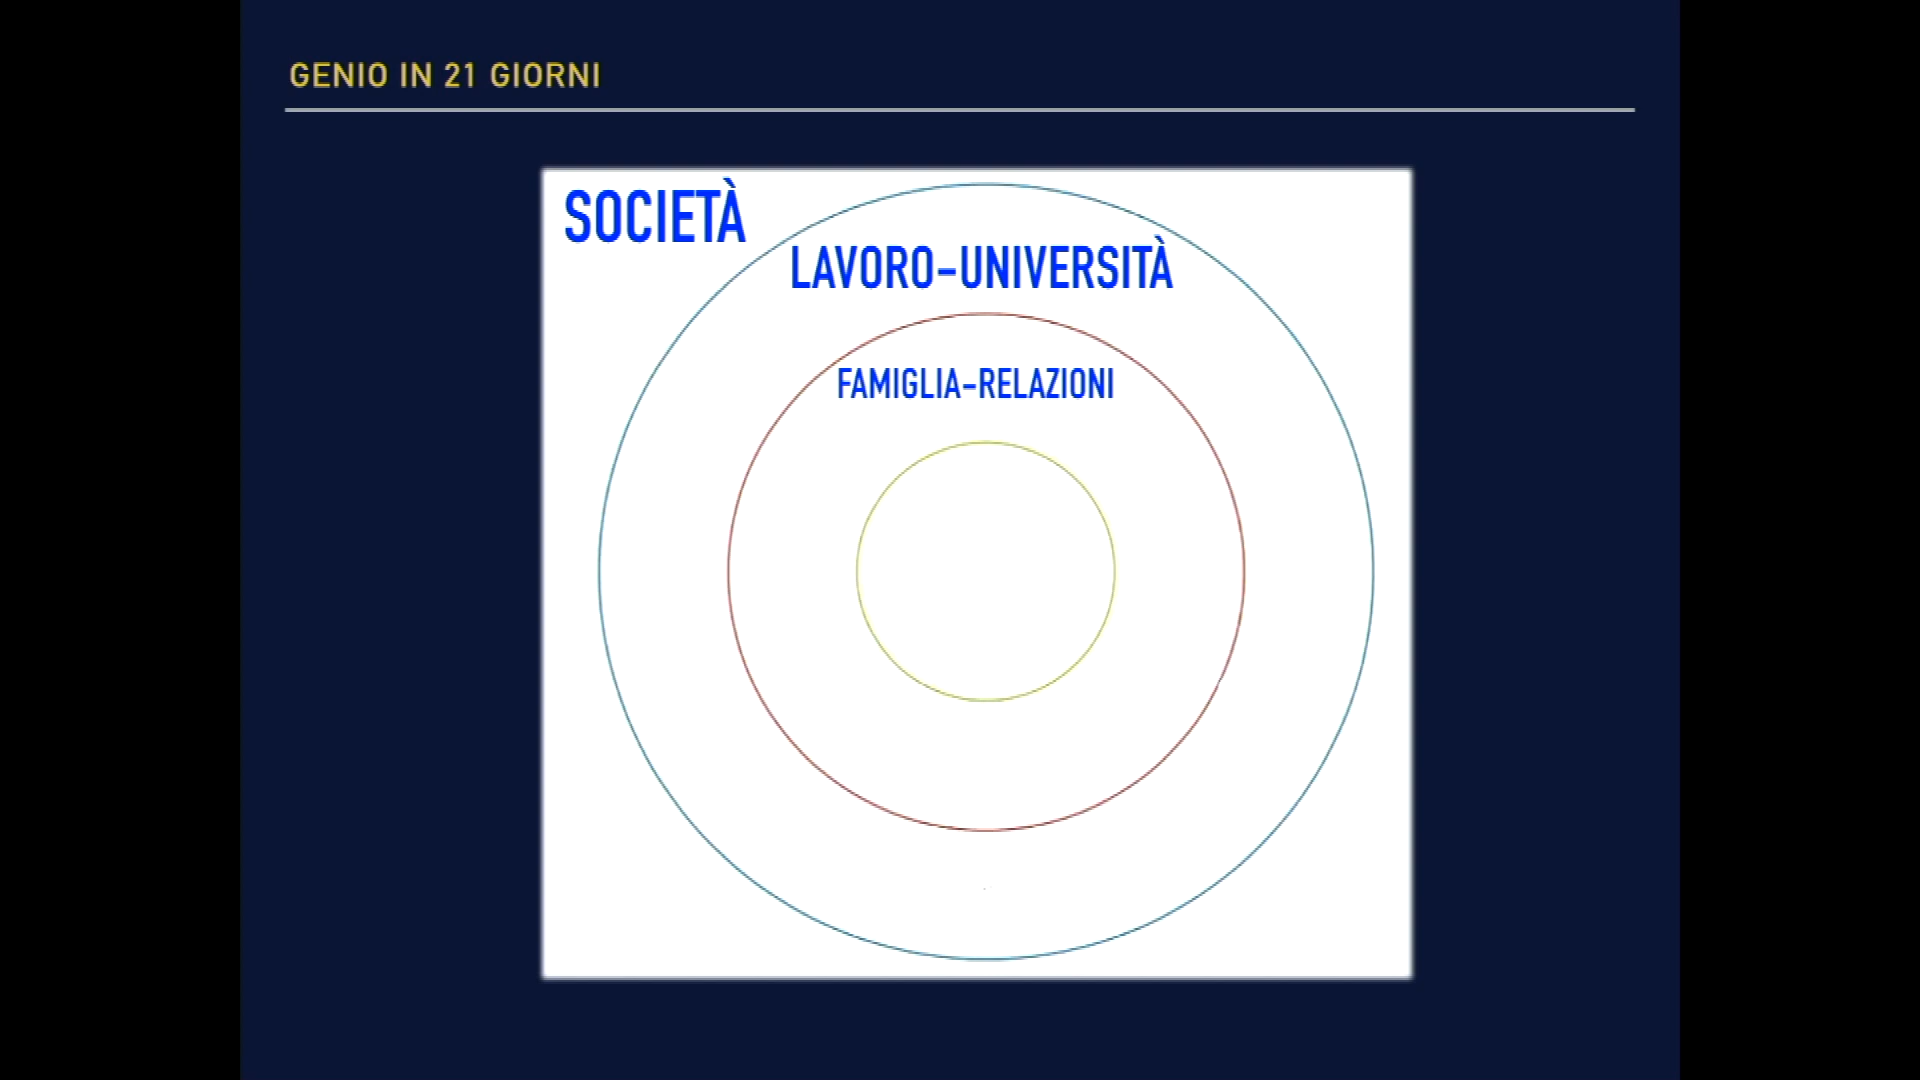 GENIO IN 21 GIORNI
SOCIETÀ
LAVORO-UNIVERSITÀ
FAMIGLIA-RELAZIONI